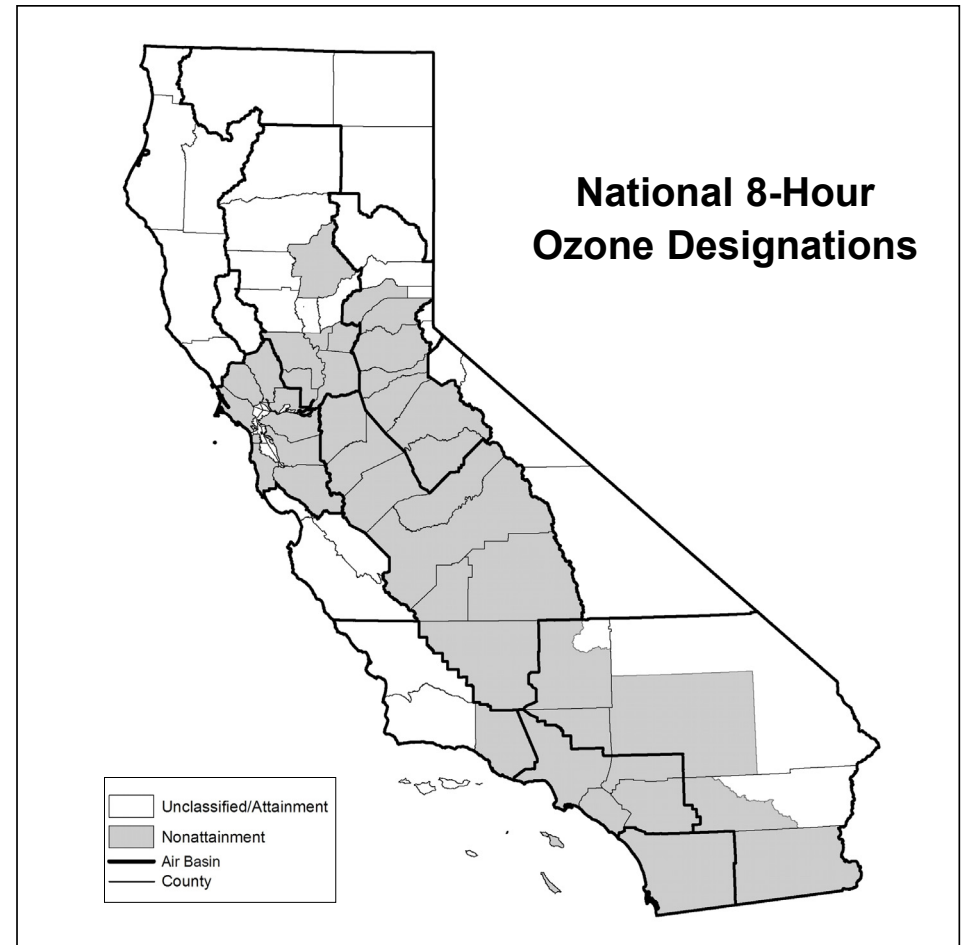 National 8-Hour
Ozone Designations
Unclassified/Attainment
Nonattainment
Air Basin
County